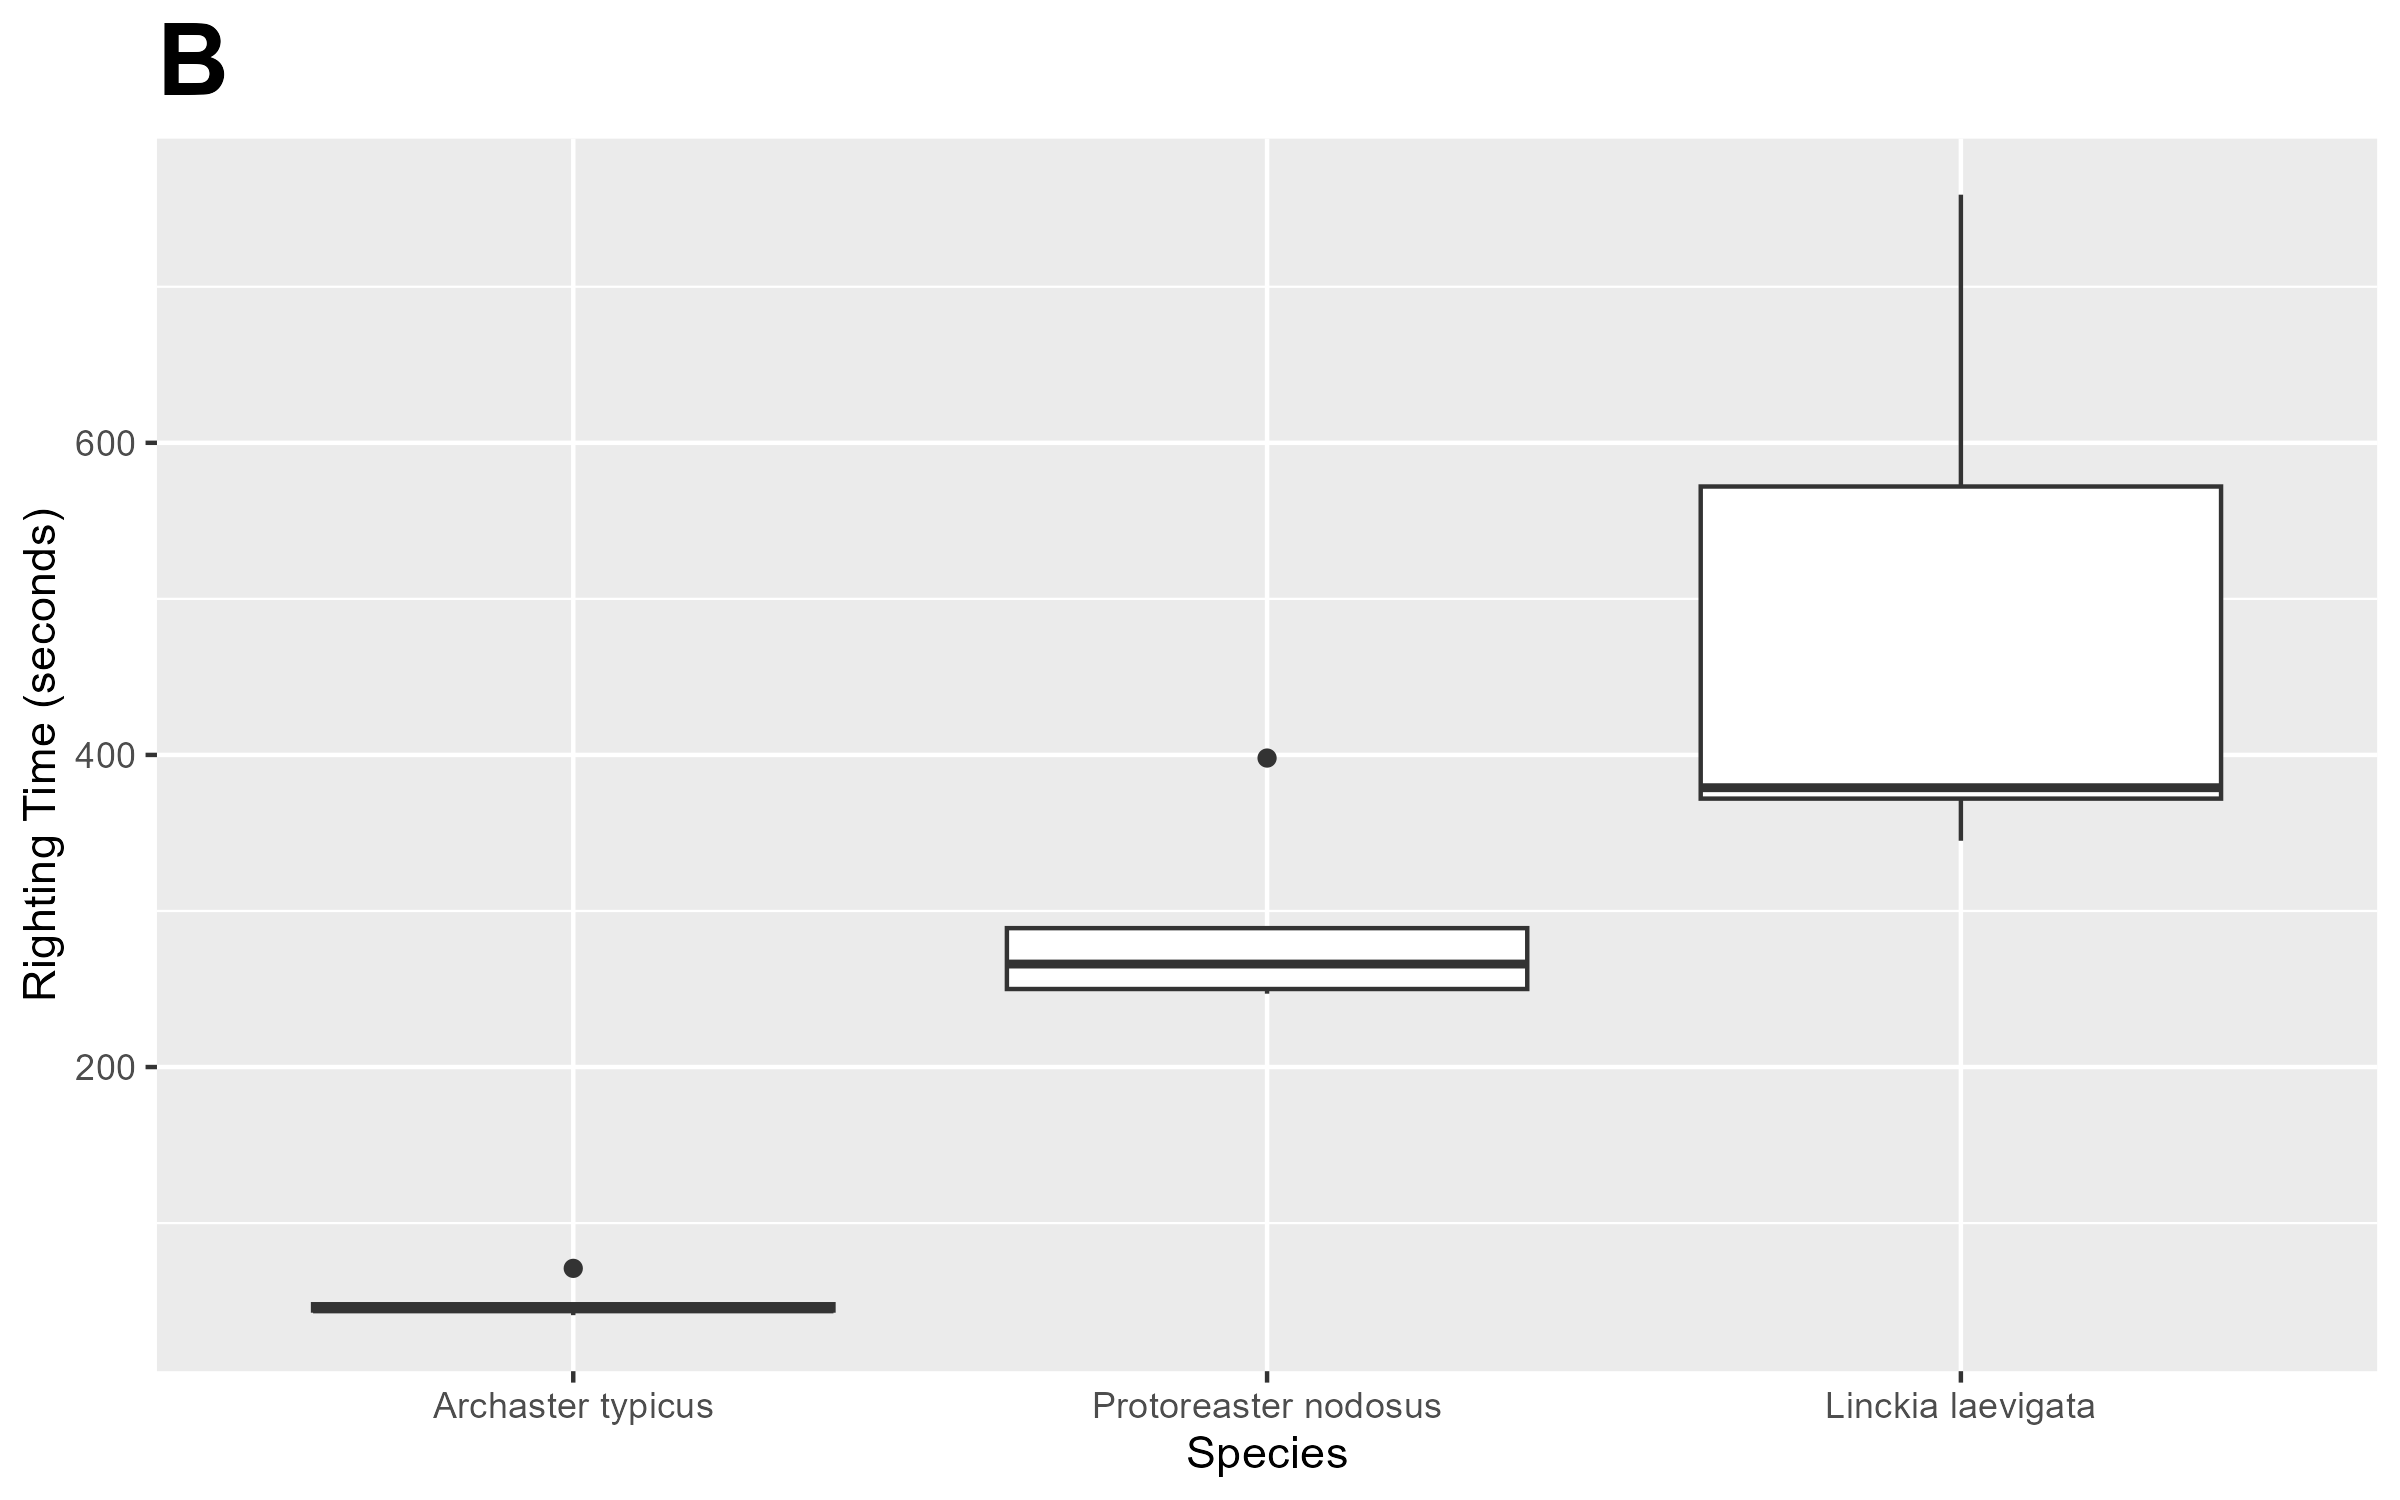 B
Righting Time (seconds)
600
400
200
Archaster typicus
Protoreaster nodosus
Linckia laevigata
Species